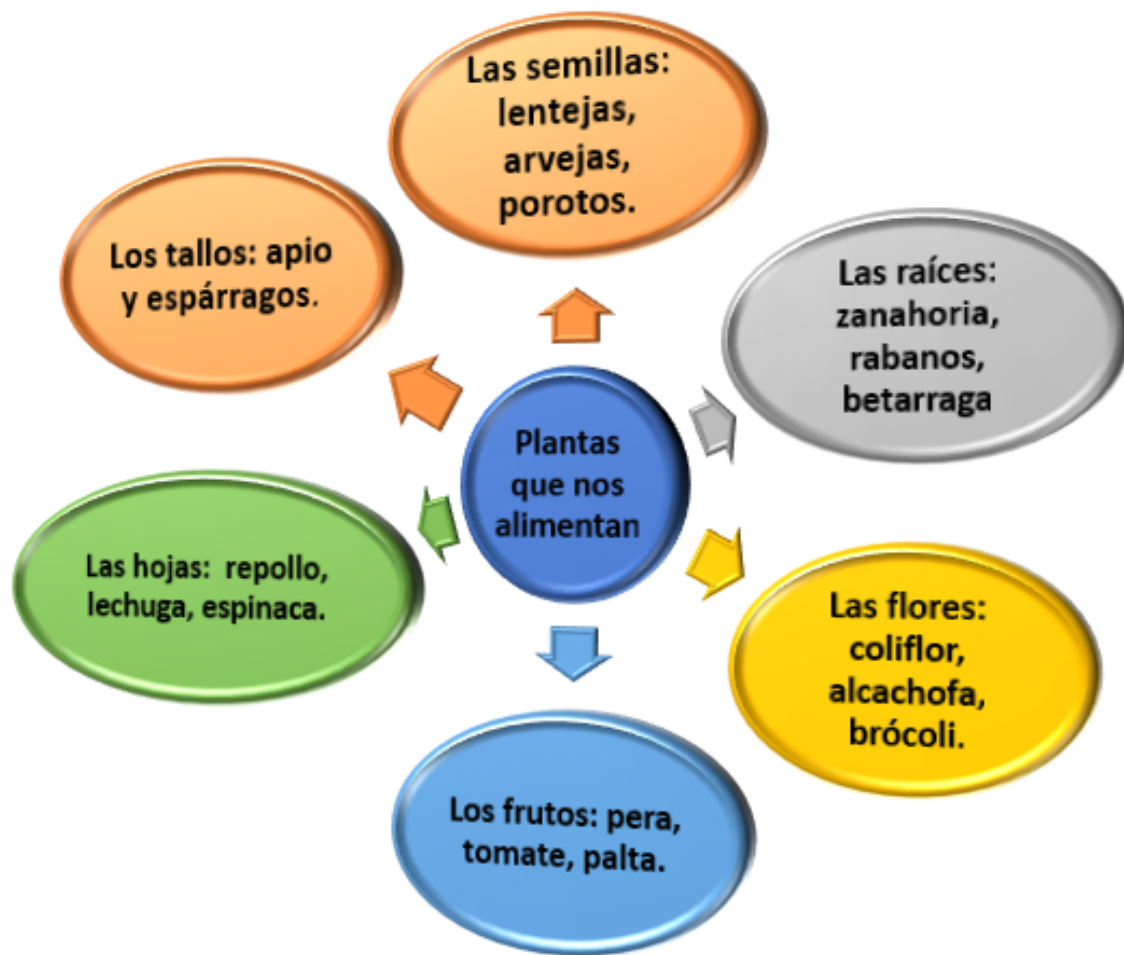 Las semillas:
lentejas,
arvejas,
porotos.
Los tallos: apio
y espárragos.
Las raíces:
zanahoria,
rabanos,
betarraga
Plantas
que nos
alimentan
Las hojas:  repollo,
lechuga, espinaca.
Las flores:
coliflor,
alcachofa,
brócoli.
Los frutos: pera,
tomate, palta.